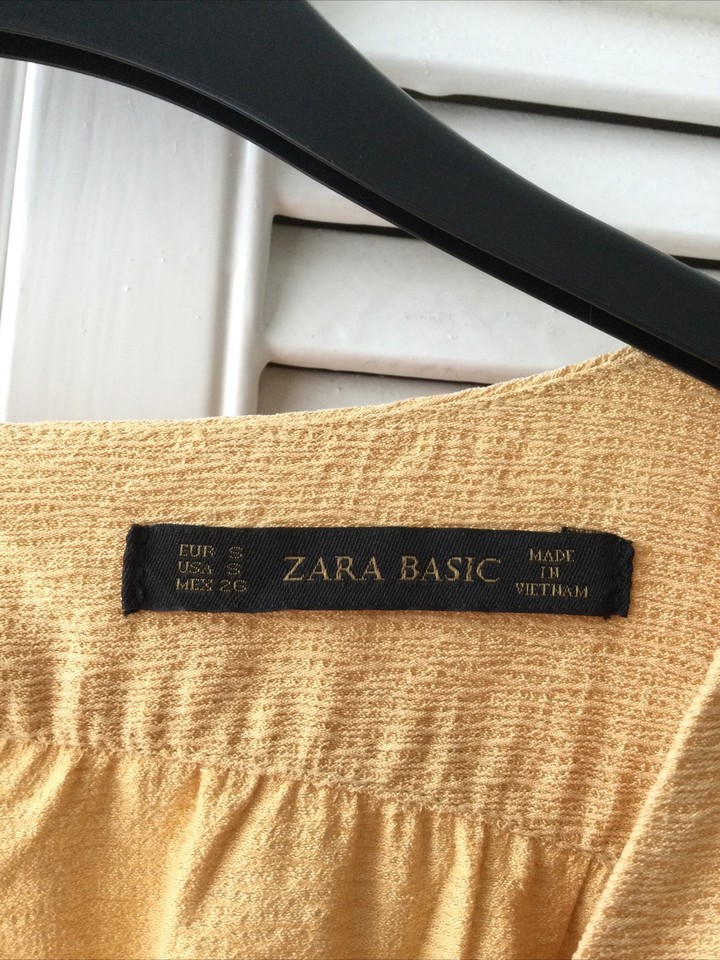 EUR S
USA S
MEX 26
ZARA BASIC
MADE
IN
VIETNAM